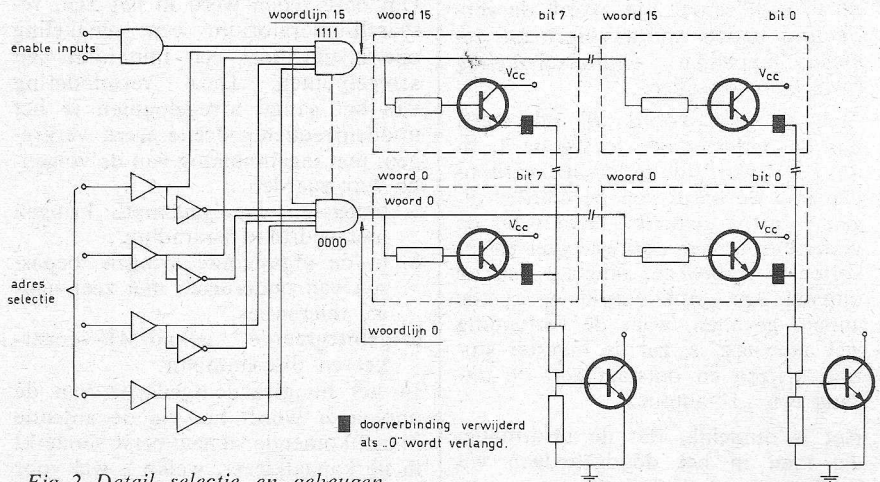 woordlijn 15
woord 15
bit 7
woord 15
bit 0
1111
enable inputs
Vcc
Vcc
woord 0
bit 7
woord 0
bit 0
woord 0
Vcc
Vcc
0000
adres
selectie
woordlijn 0
doorverbinding verwijderd
als „0" wordt verlangd.
Fig. 2 Detail selectie en geheugen